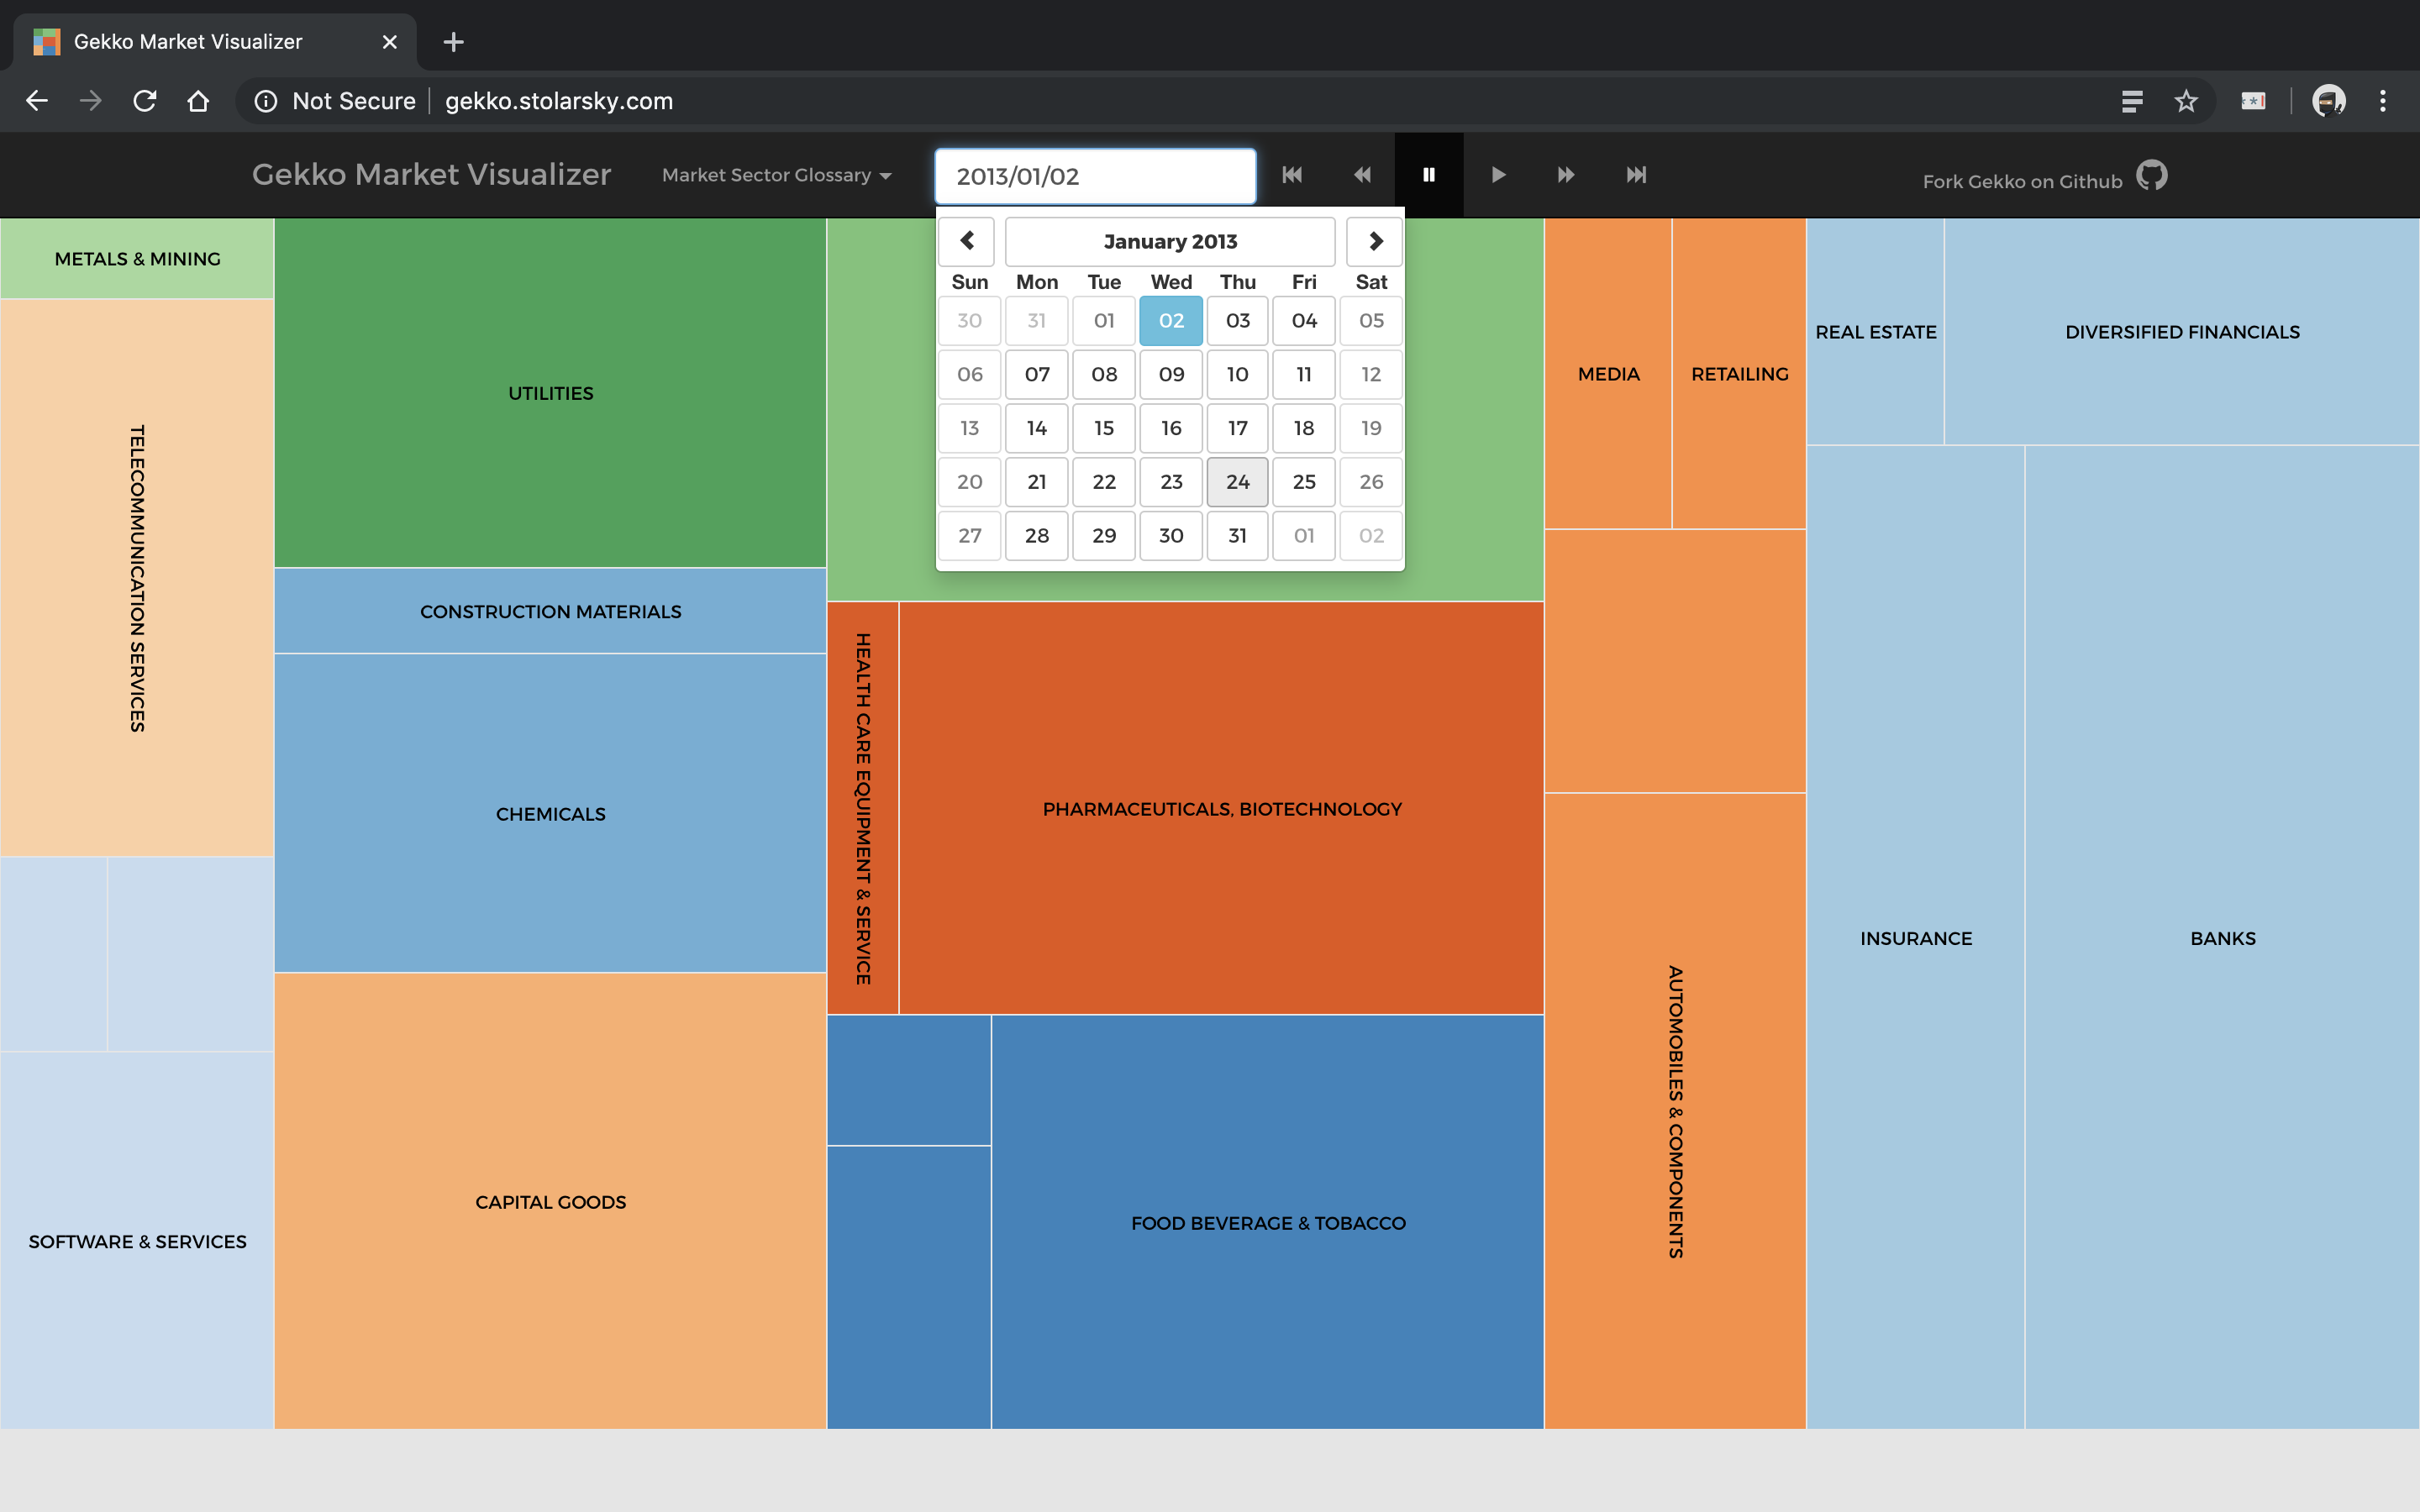 Gekko Market Visualizer
Not Secure
gekko.stolarsky.com
Gekko Market Visualizer
Market Sector Glossary
2013/01/02
Fork Gekko on Github
January 2013
Sun Mon Tue Wed Thu Fri Sat
30 31 01 02 03 04 05
06 07 08 09 10 11 12
13 14 15 16 17 18 19
20 21 22 23 24 25 26
27 28 29 30 31 01 02
METALS & MINING
TELECOMMUNICATION SERVICES
SOFTWARE & SERVICES
UTILITIES
CONSTRUCTION MATERIALS
CHEMICALS
CAPITAL GOODS
HEALTH CARE EQUIPMENT & SERVICE
PHARMACEUTICALS, BIOTECHNOLOGY
FOOD BEVERAGE & TOBACCO
MEDIA
RETAILING
AUTOMOBILES & COMPONENTS
REAL ESTATE
DIVERSIFIED FINANCIALS
INSURANCE
BANKS